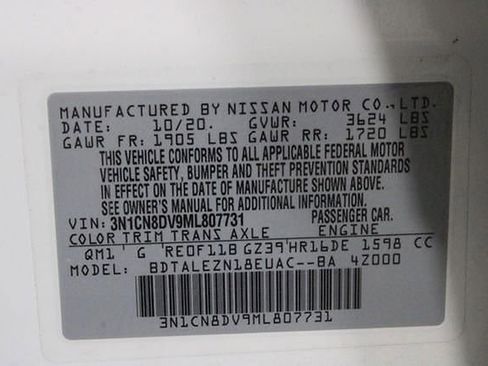 MANUFACTURED BY NISSAN MOTOR CO., LTD.
DATE: 10/20. GVWR: 3624 LBS
GAWR FR: 1905 LBS GAWR RR: 1720 LBS
THIS VEHICLE CONFORMS TO ALL APPLICABLE FEDERAL MOTOR
VEHICLE SAFETY, BUMPER AND THEFT PREVENTION STANDARDS
IN EFFECT ON THE DATE OF MANUFACTURE SHOWN ABOVE.
SEE OWNER'S MANUAL FOR ADDITIONAL INFORMATION.
VIN: 3N1CN8DV9ML807731 PASSENGER CAR.
COLOR TRIM TRANS AXLE ENGINE
QM1 G RE0F11B GZ39 HR16DE 1598 CC
MODEL: BDTALEZN18EUAC--BA 4Z000
3N1CN8DV9ML807731